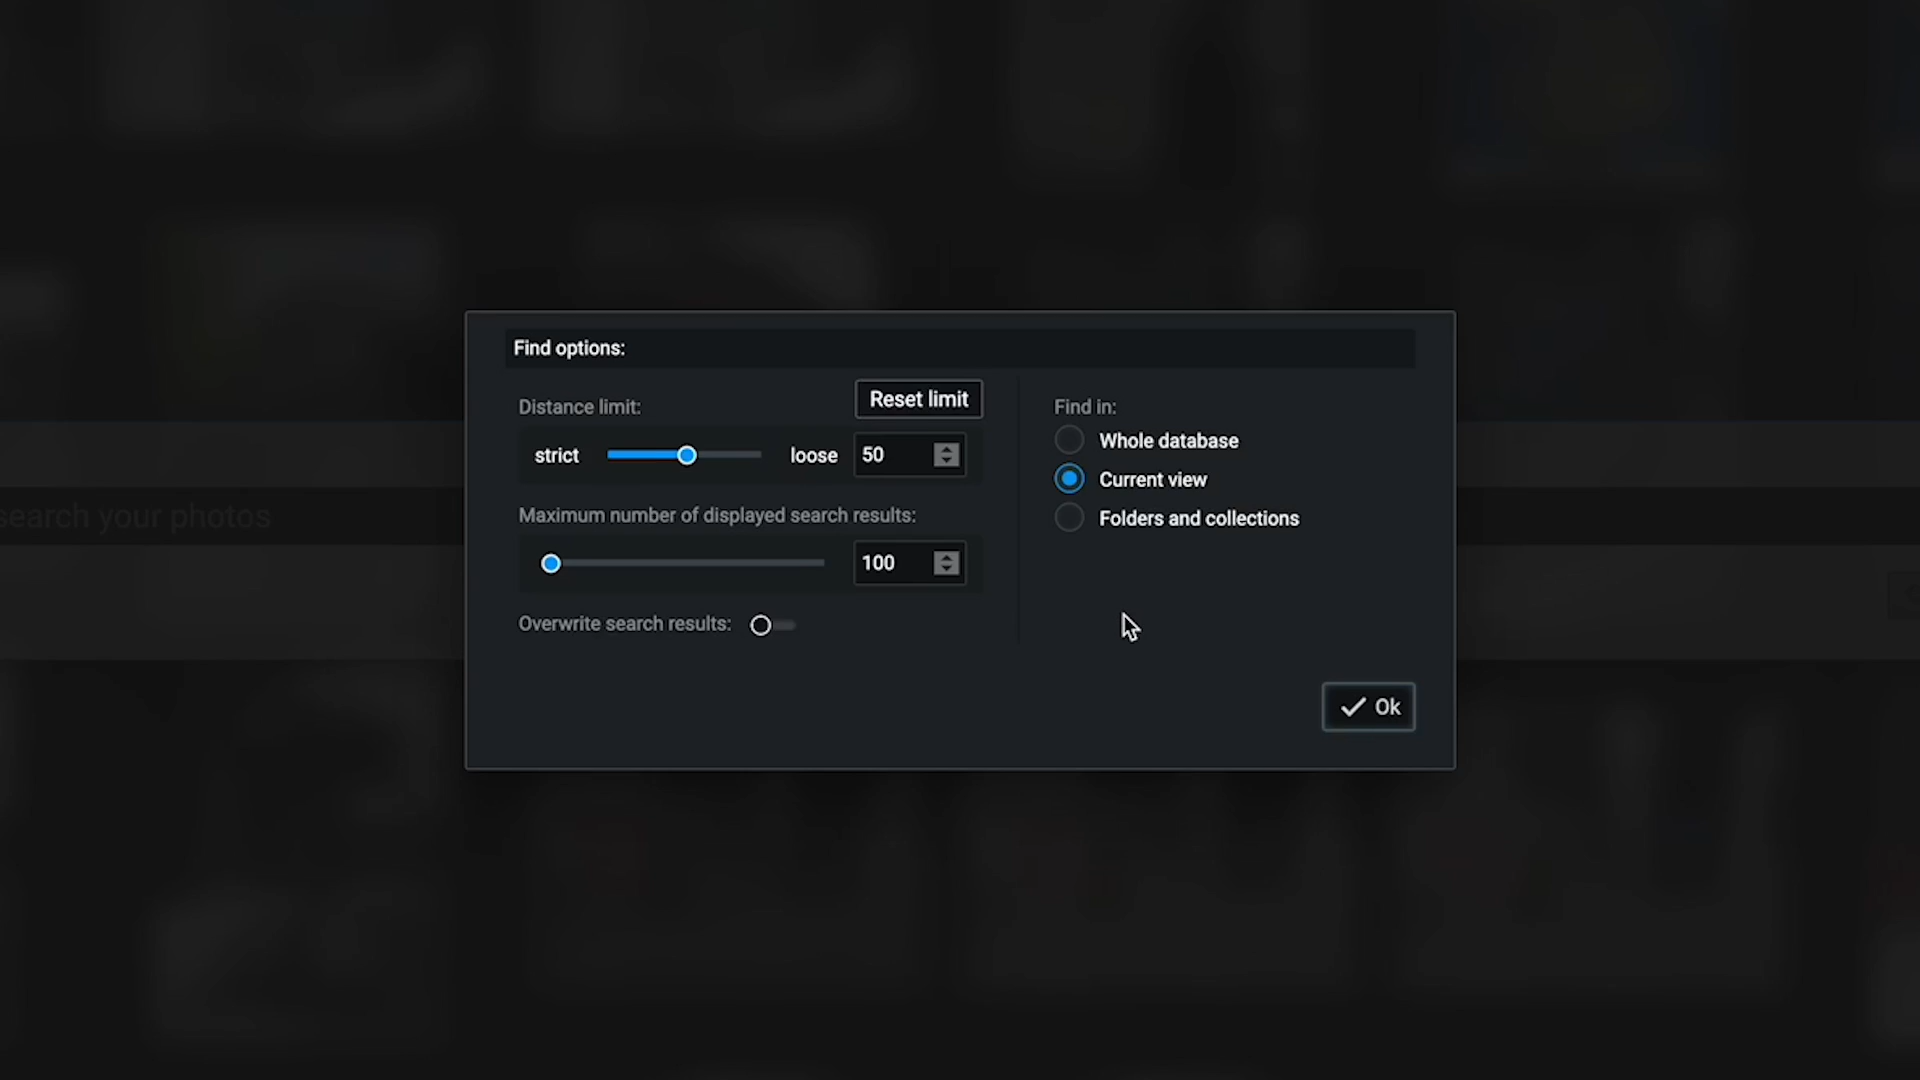 Find options:
Distance limit:
Reset limit
strict
loose
50
Maximum number of displayed search results:
100
Overwrite search results:
Find in:
Whole database
Current view
Folders and collections
Ok
search your photos